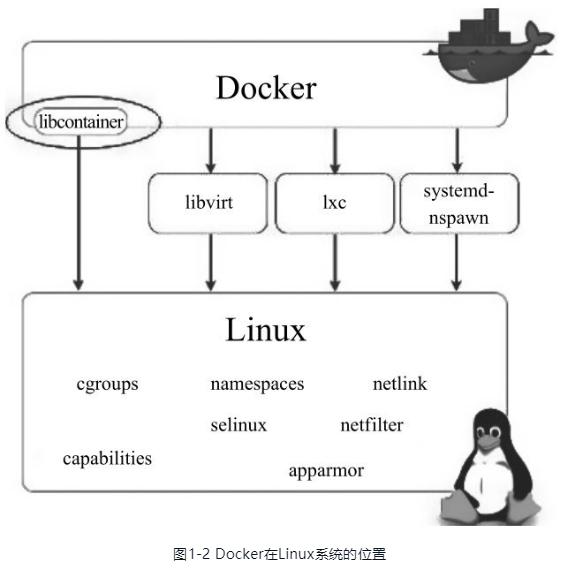 Docker
libcontainer
libvirt
lxc
systemd-
nspawn
Linux
cgroups
namespaces
netlink
selinux
netfilter
capabilities
apparmor
图1-2 Docker在Linux系统的位置